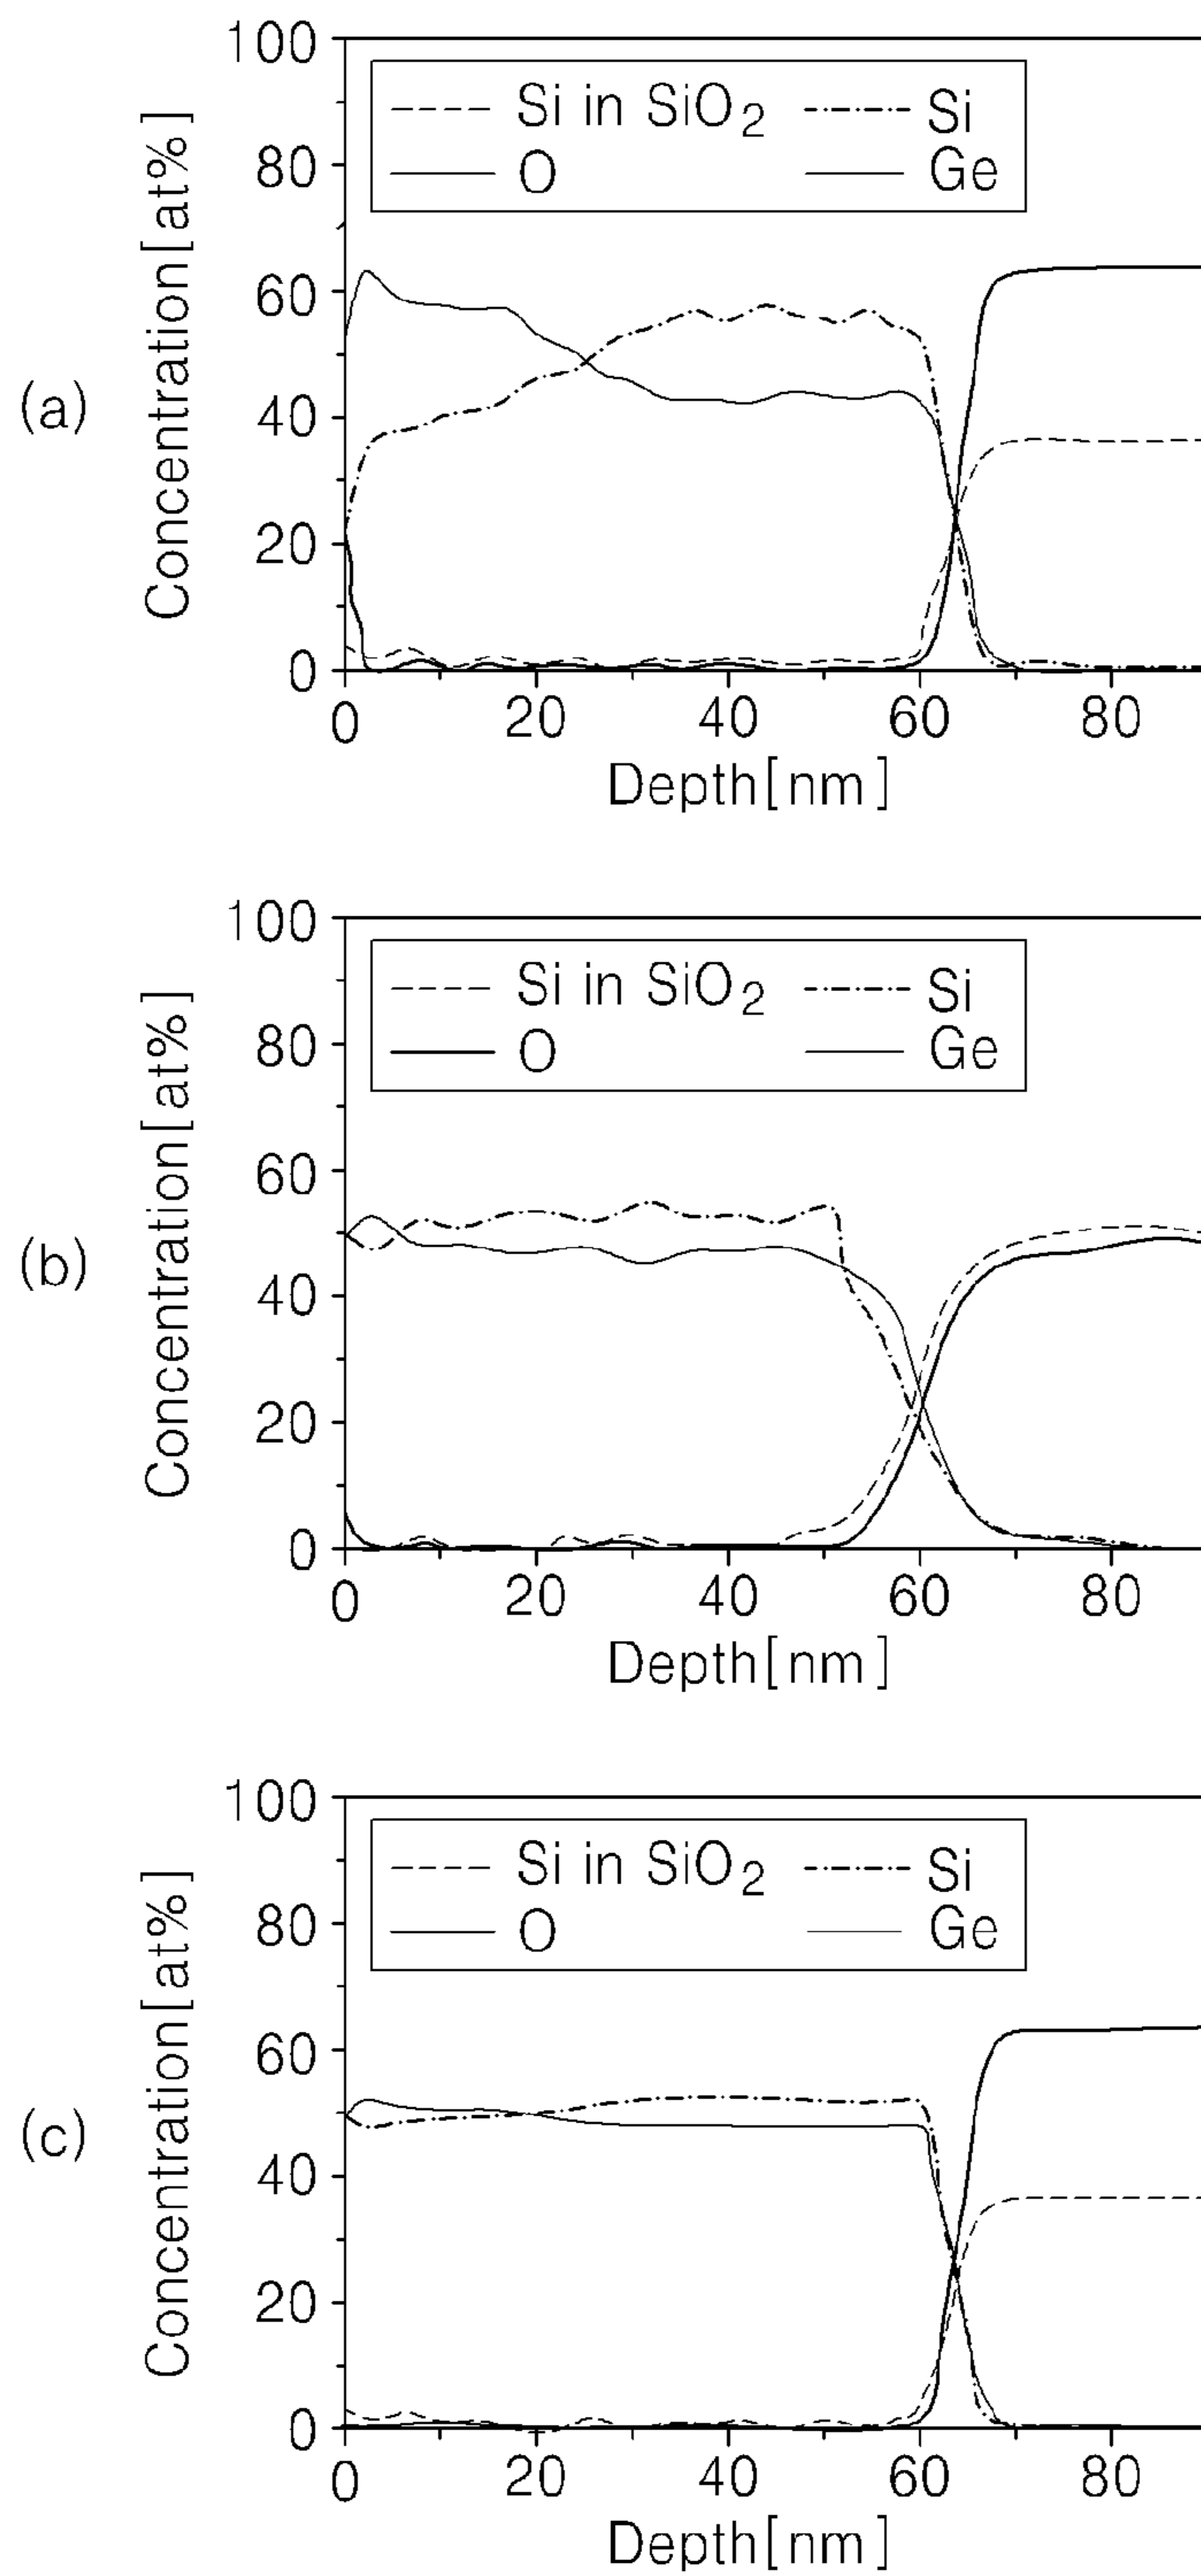 (a)
Concentration[at%]
100
80
60
40
20
0
Si in SiO₂
Si
O
Ge
0 20 40 60 80
Depth[nm]
(b)
Concentration[at%]
100
80
60
40
20
0
Si in SiO₂
Si
O
Ge
0 20 40 60 80
Depth[nm]
(c)
Concentration[at%]
100
80
60
40
20
0
Si in SiO₂
Si
O
Ge
0 20 40 60 80
Depth[nm]